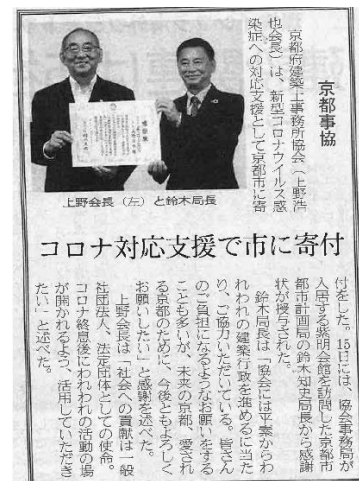 コロナ対応支援で市に寄付
京都事協
京都府建築士事務所協会(上野浩
也会長)は、新型コロナウイルス感
染症への対応支援として京都市に寄
付をした。15日には、協会事務局が
入居する紫明会館を訪問した京都市
都市計画局の鈴木知史局長から感謝
状が授与された。
鈴木局長は「協会には平素からわ
れわれの建築行政を進めるに当た
り、ご協力いただいている。皆さん
のご負担になるようなお願いをする
ことも多いが、未来の京都、愛され
る京都のために、今後ともよろしく
お願いしたい」と感謝を述べた。
上野会長は「社会への貢献は一般
社団法人、法定団体としての使命。
コロナ終息後にわれわれの活動の場
が開かれるよう、活用していただき
たい」と述べた。
上野会長(左)と鈴木局長
感謝状